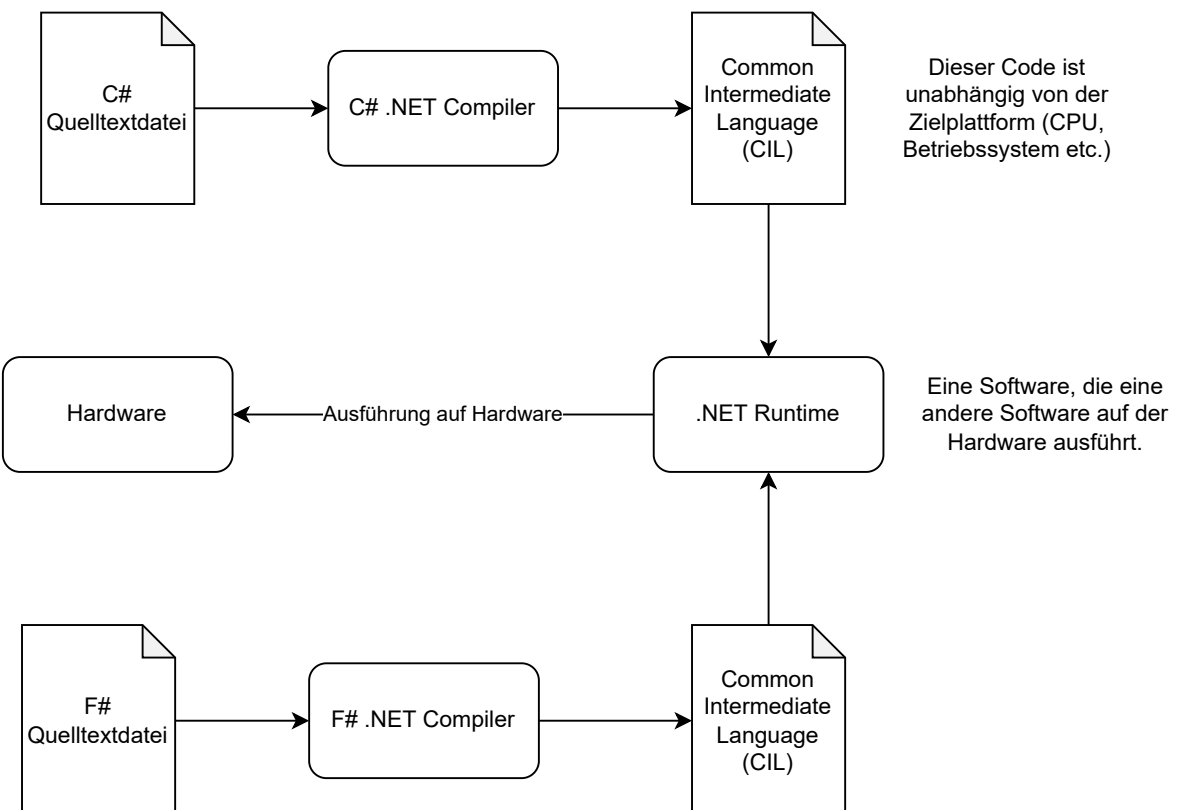 C#
Quelltextdatei
C# .NET Compiler
Common
Intermediate
Language
(CIL)
Dieser Code ist
unabhängig von der
Zielplattform (CPU,
Betriebssystem etc.)
Hardware
Ausführung auf Hardware
.NET Runtime
Eine Software, die eine
andere Software auf der
Hardware ausführt.
F#
Quelltextdatei
F# .NET Compiler
Common
Intermediate
Language
(CIL)